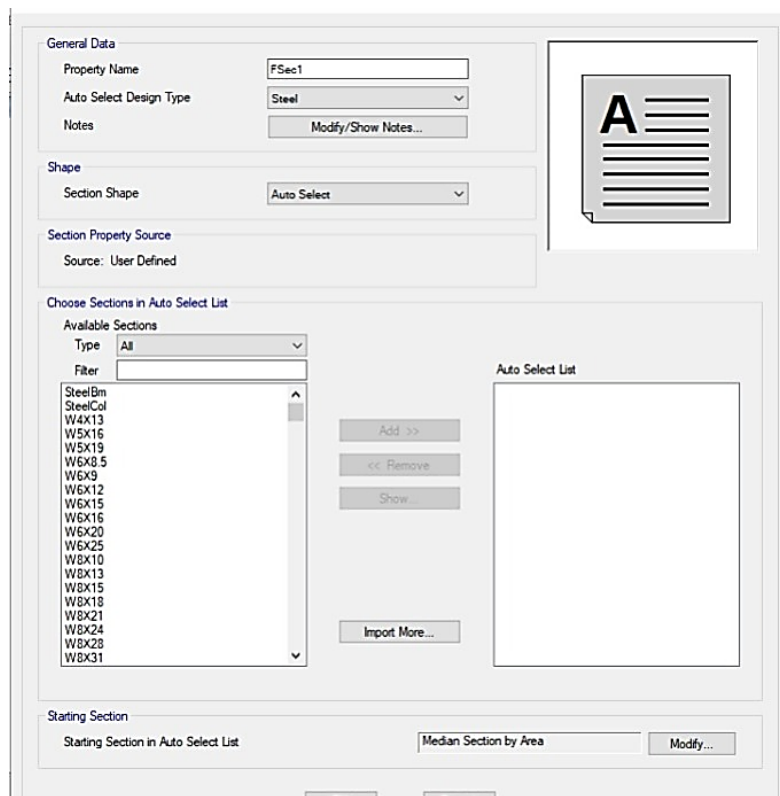 General Data
Property Name FSec1
Auto Select Design Type Steel
Notes Modify/Show Notes...
A
Shape
Section Shape Auto Select
Section Property Source
Source: User Defined
Choose Sections in Auto Select List
Available Sections
Type All
Filter
Auto Select List
SteelBm
SteelCol
W4X13
W5X16
W5X19
W6X8.5
W6X9
W6X12
W6X15
W6X16
W6X20
W6X25
W8X10
W8X13
W8X15
W8X18
W8X21
W8X24
W8X28
W8X31
Add >>
<< Remove
Show...
Import More...
Starting Section
Starting Section in Auto Select List Median Section by Area Modify...